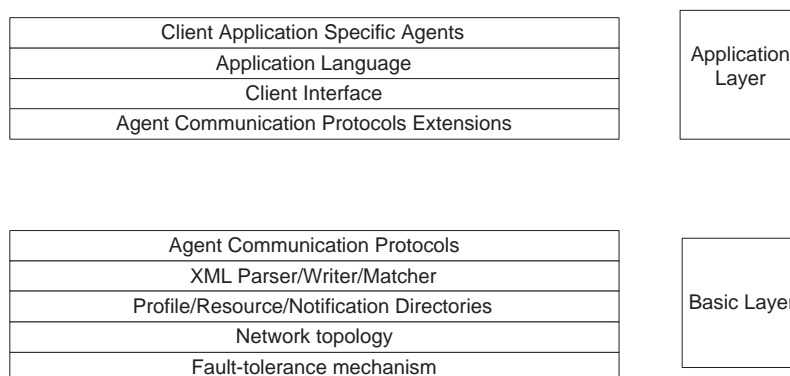 Client Application Specific Agents
Application Language
Client Interface
Agent Communication Protocols Extensions
Application
Layer
Agent Communication Protocols
XML Parser/Writer/Matcher
Profile/Resource/Notification Directories
Network topology
Fault-tolerance mechanism
Basic Layer